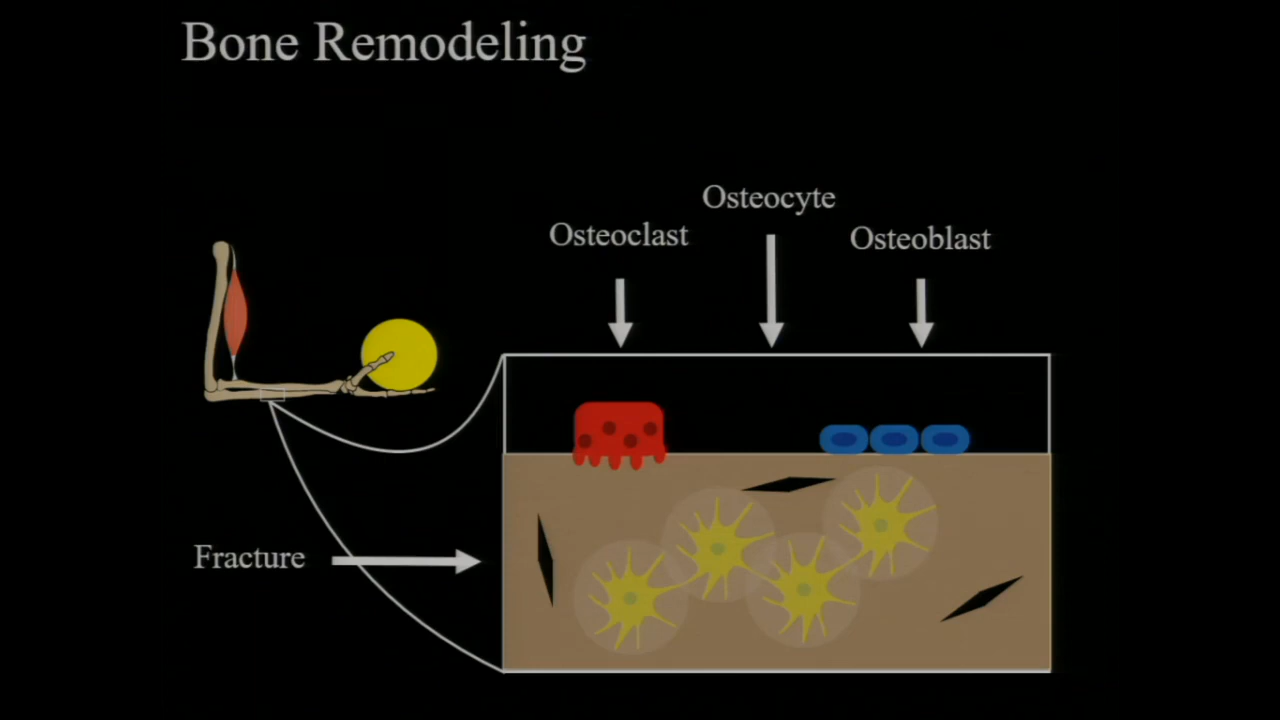 Bone Remodeling
Osteocyte
Osteoclast
Osteoblast
Fracture